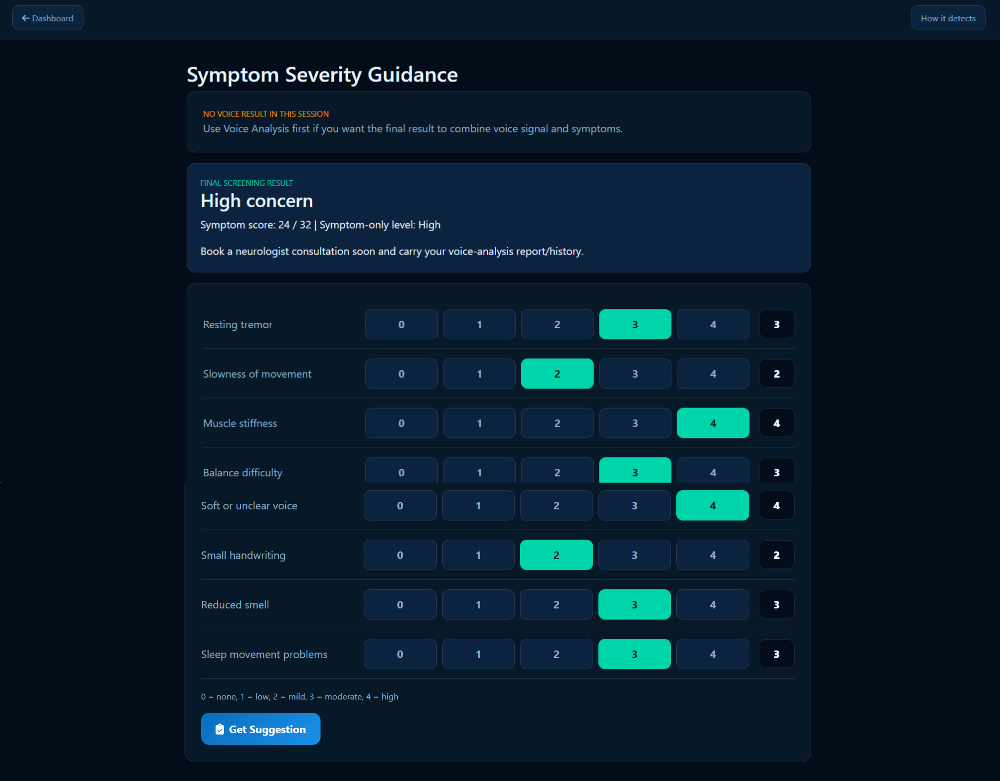 Dashboard
How it detects
Symptom Severity Guidance
NO VOICE RESULT IN THIS SESSION
Use Voice Analysis first if you want the final result to combine voice signal and symptoms.
FINAL SCREENING RESULT
High concern
Symptom score: 24 / 32 | Symptom-only level: High
Book a neurologist consultation soon and carry your voice-analysis report/history.
Resting tremor 0 1 2 3 4 3
Slowness of movement 0 1 2 3 4 2
Muscle stiffness 0 1 2 3 4 4
Balance difficulty 0 1 2 3 4 3
Soft or unclear voice 0 1 2 3 4 4
Small handwriting 0 1 2 3 4 2
Reduced smell 0 1 2 3 4 3
Sleep movement problems 0 1 2 3 4 3
0 = none, 1 = low, 2 = mild, 3 = moderate, 4 = high
Get Suggestion